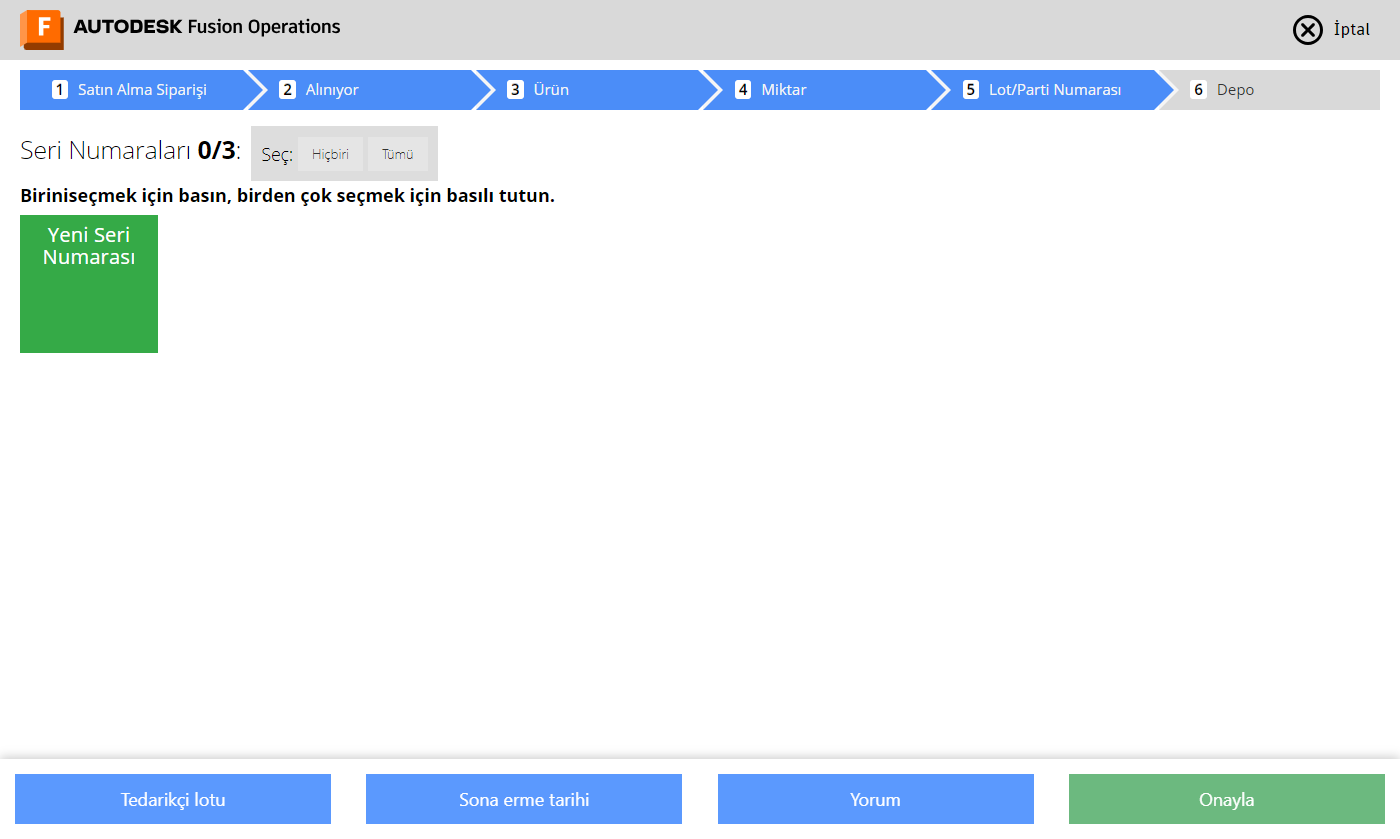 F AUTODESK Fusion Operations İptal
1 Satın Alma Siparişi 2 Alınıyor 3 Ürün 4 Miktar 5 Lot/Parti Numarası 6 Depo
Seri Numaraları 0/3: Seç: Hiçbiri Tümü
Biriniseçmek için basın, birden çok seçmek için basılı tutun.
Yeni Seri
Numarası
Tedarikçi lotu Sona erme tarihi Yorum Onayla